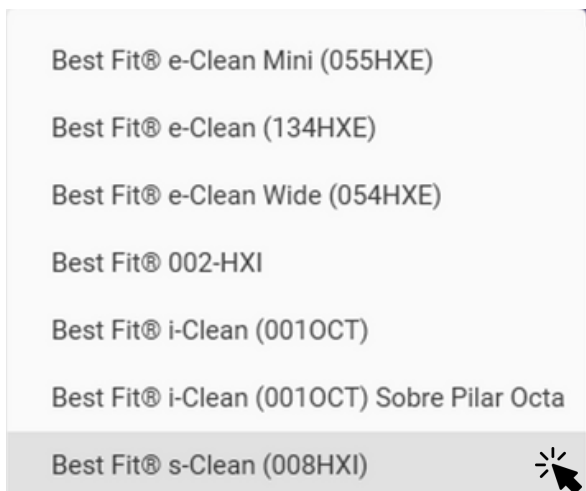 Best Fit® e-Clean Mini (055HXE)
Best Fit® e-Clean (134HXE)
Best Fit® e-Clean Wide (054HXE)
Best Fit® 002-HXI
Best Fit® i-Clean (001OCT)
Best Fit® i-Clean (001OCT) Sobre Pilar Octa
Best Fit® s-Clean (008HXI)